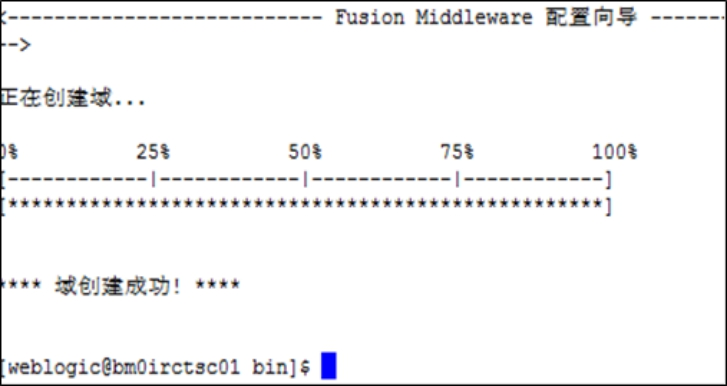 <-------------------------- Fusion Middleware 配置向导 ------
-->
正在创建域...
0% 25% 50% 75% 100%
[------------|------------|------------|------------]
[***************************************************]
**** 域创建成功! ****
[weblogic@bm0irctsc01 bin]$